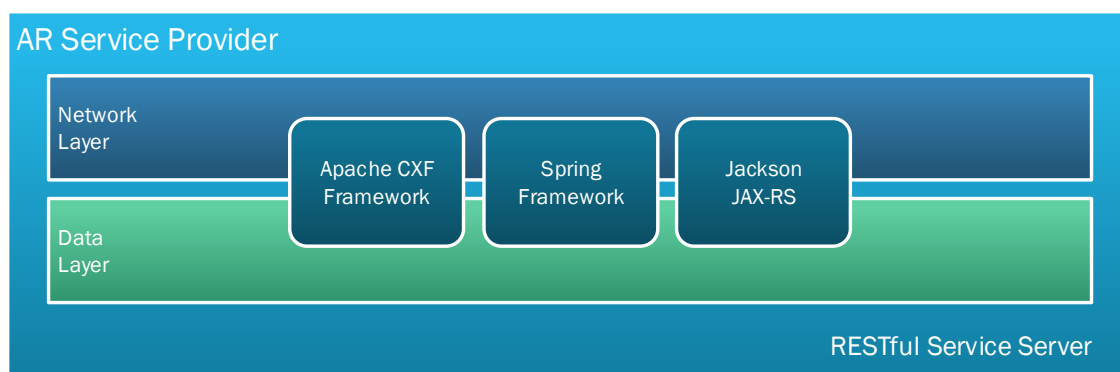 AR Service Provider
Network
Layer
Apache CXF
Framework
Spring
Framework
Jackson
JAX-RS
Data
Layer
RESTful Service Server